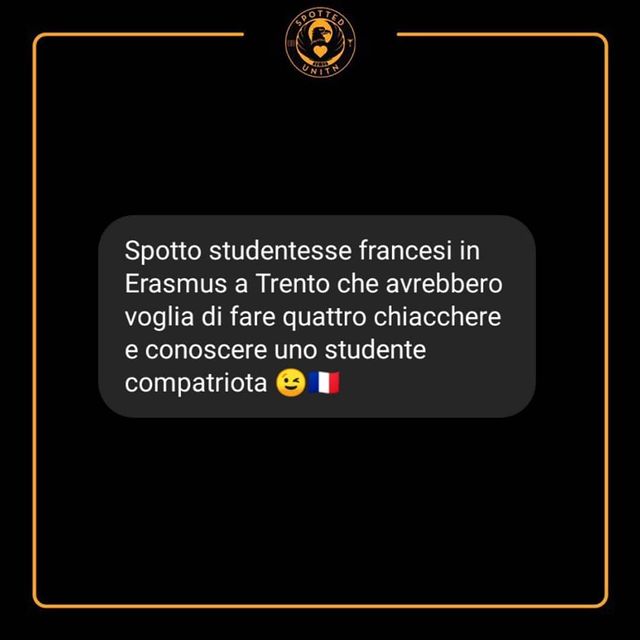 SPOTTED
UNITN
Spotto studentesse francesi in
Erasmus a Trento che avrebbero
voglia di fare quattro chiacchere
e conoscere uno studente
compatriota 😉🇫🇷